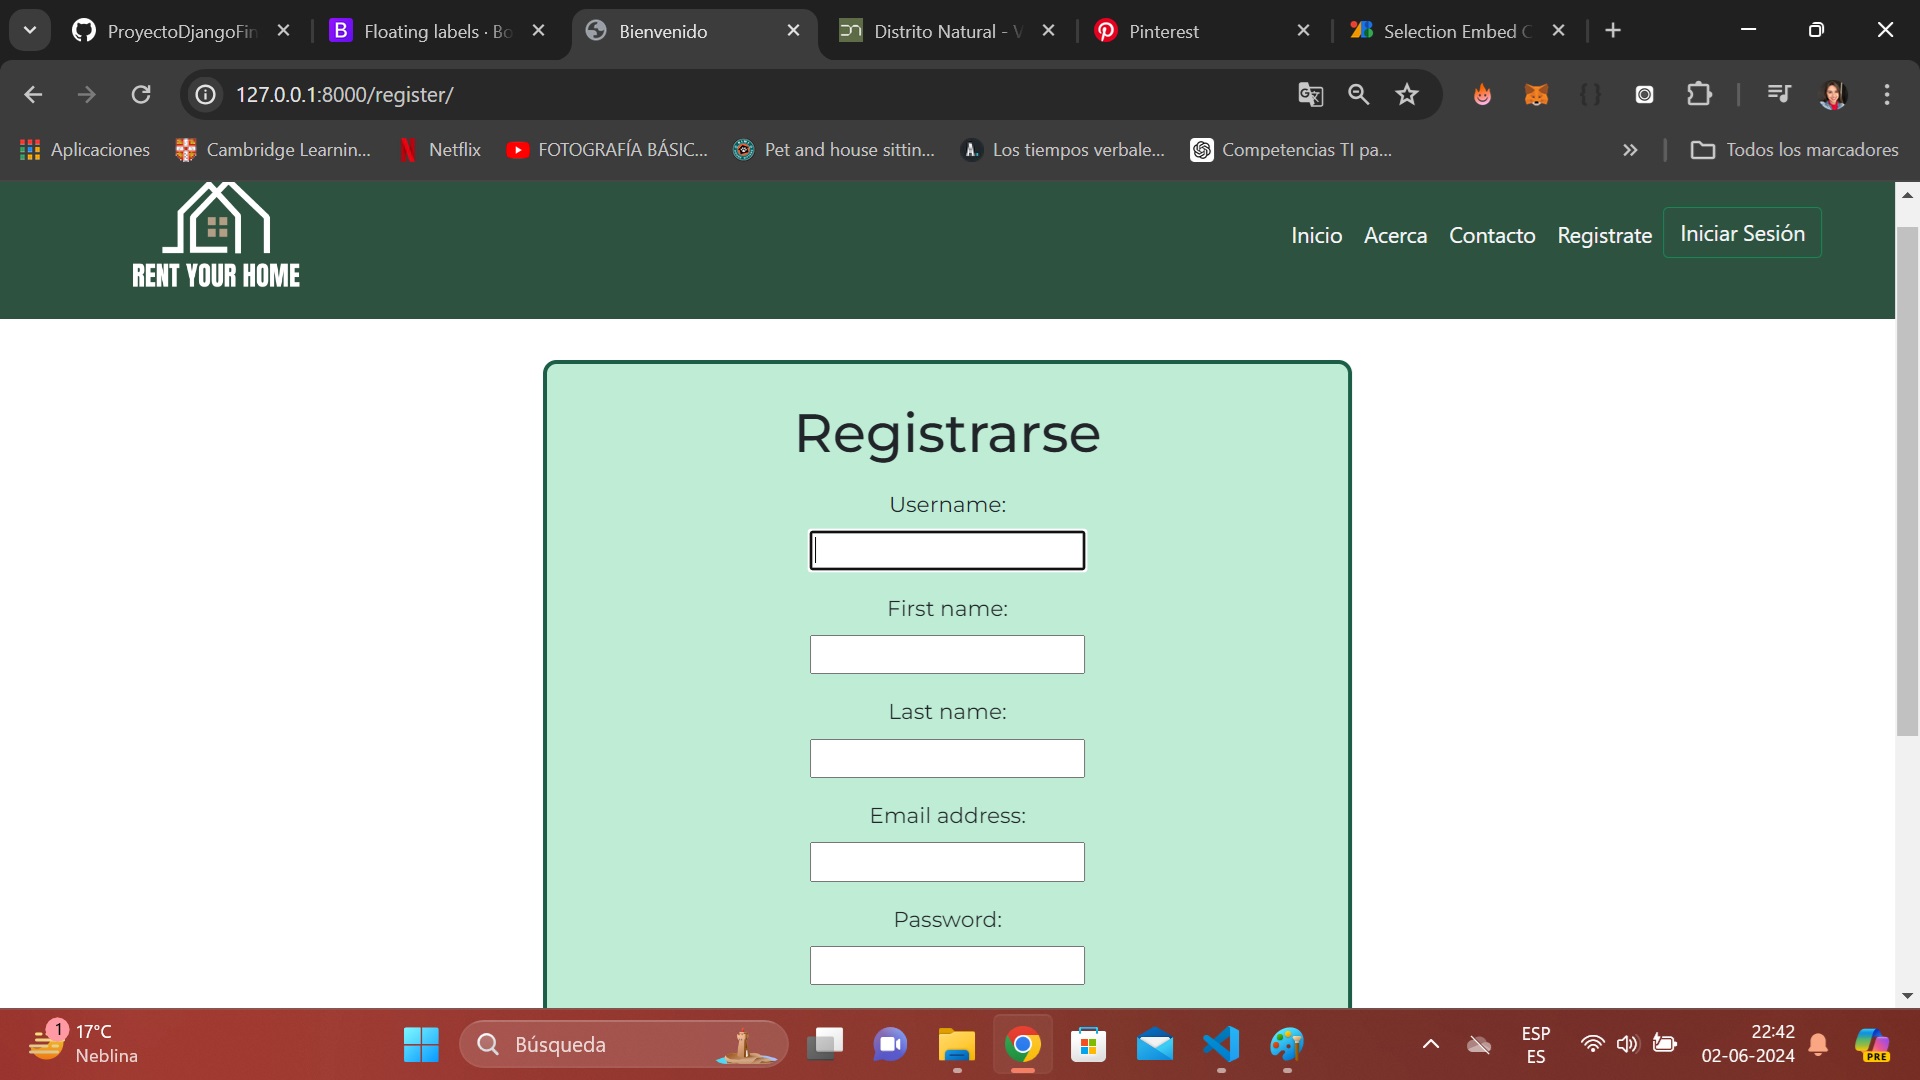 ProyectoDjangoFin
Floating labels · Bo
Bienvenido
Distrito Natural - V
Pinterest
Selection Embed C
127.0.0.1:8000/register/
Aplicaciones
Cambridge Learnin...
Netflix
FOTOGRAFÍA BÁSIC...
Pet and house sittin...
Los tiempos verbale...
Competencias TI pa...
Todos los marcadores
RENT YOUR HOME
Inicio
Acerca
Contacto
Registrate
Iniciar Sesión
Registrarse
Username:
First name:
Last name:
Email address:
Password:
1
17°C
Neblina
Búsqueda
ESP
ES
22:42
02-06-2024
PRE